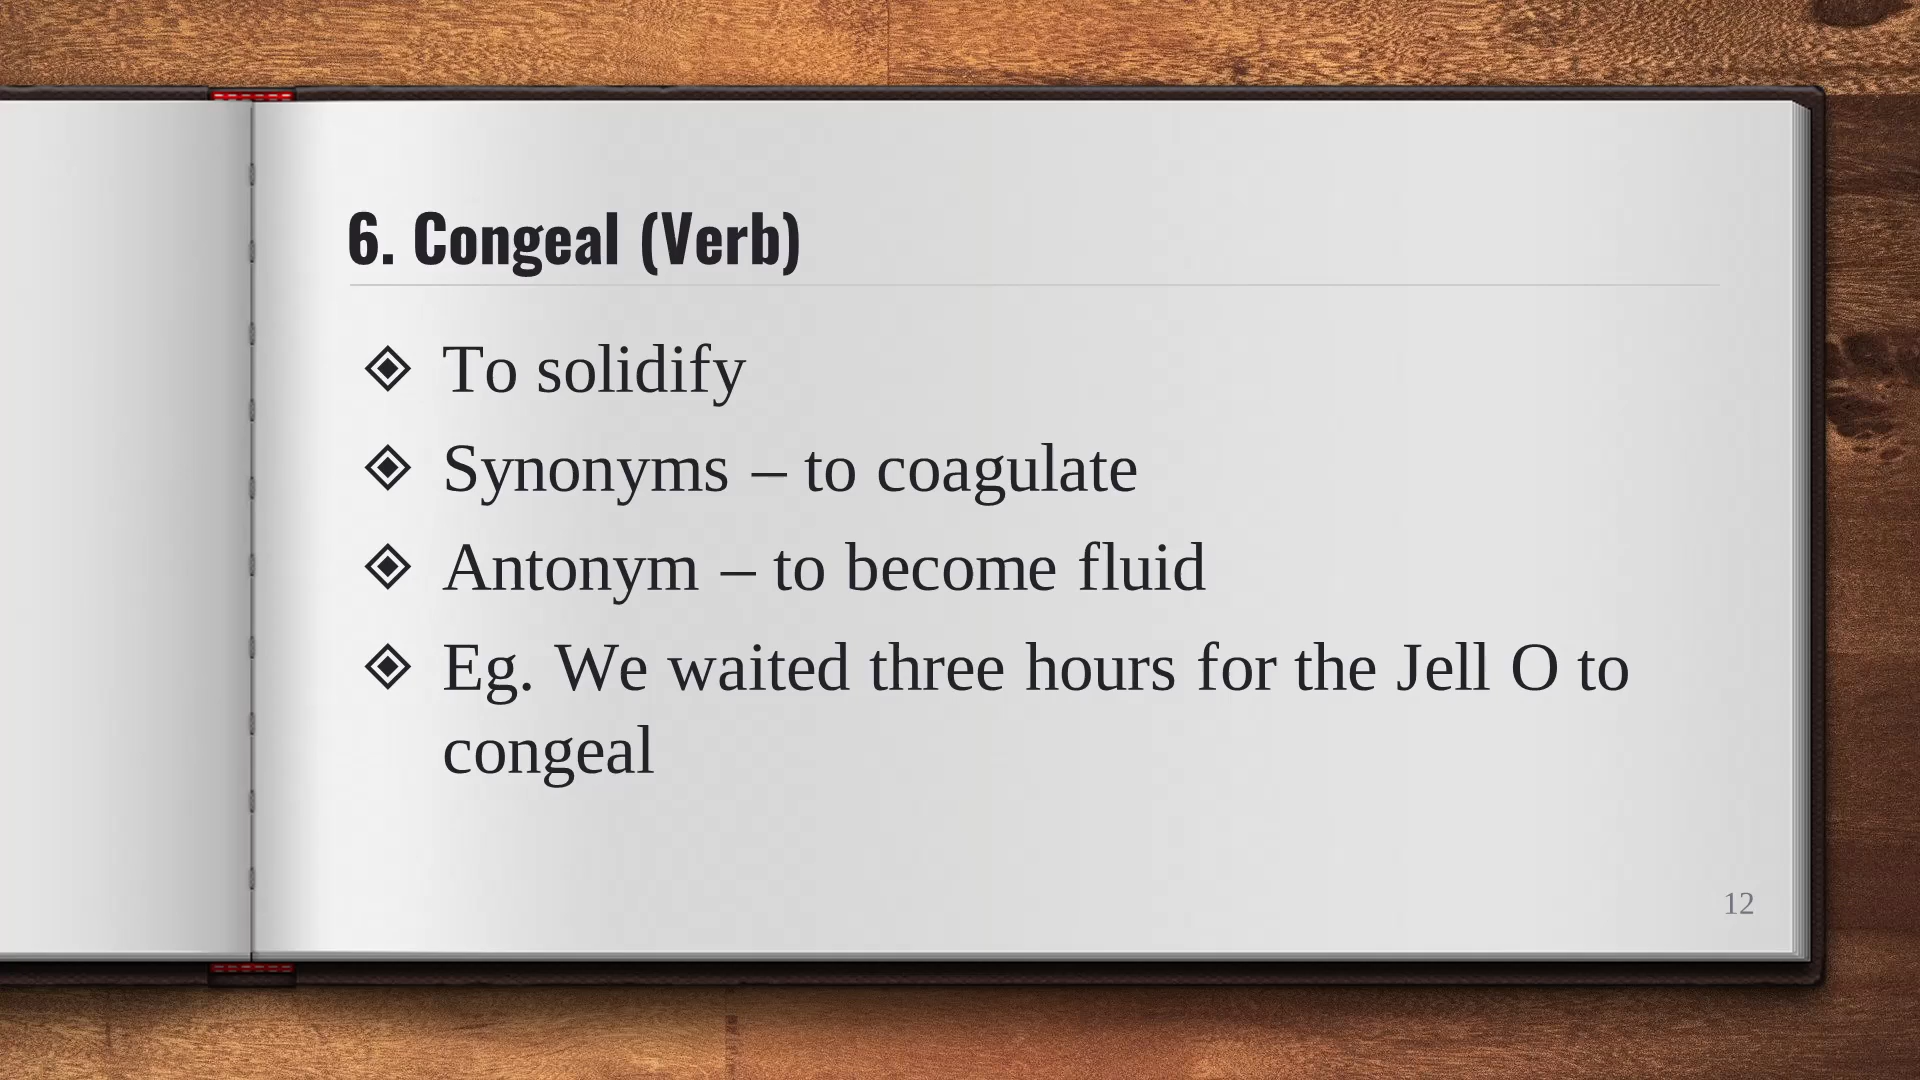 6. Congeal (Verb)
To solidify
Synonyms – to coagulate
Antonym – to become fluid
Eg. We waited three hours for the Jell O to
congeal
12